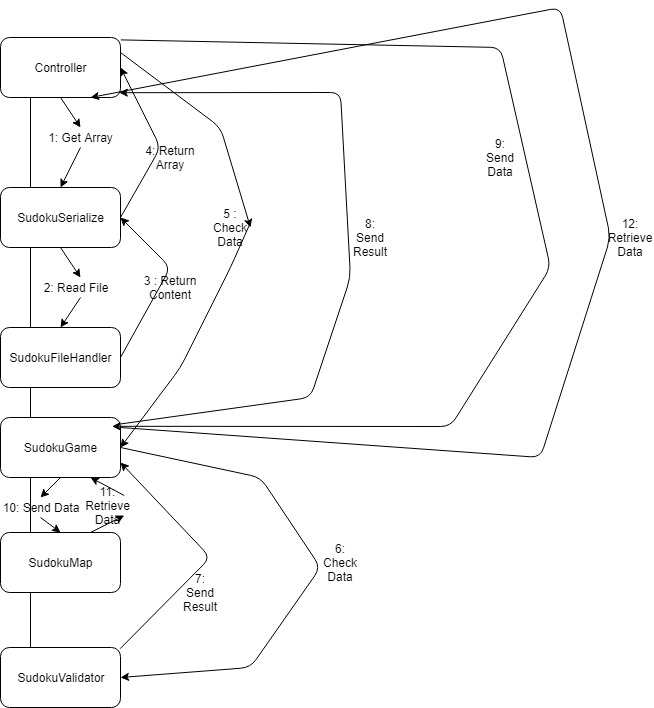 Controller
1: Get Array
4: Return
Array
9:
Send
Data
SudokuSerialize
5 :
Check
Data
8:
Send
Result
12:
Retrieve
Data
2: Read File
3 : Return
Content
SudokuFileHandler
SudokuGame
10: Send Data
11:
Retrieve
Data
SudokuMap
6:
Check
Data
7:
Send
Result
SudokuValidator